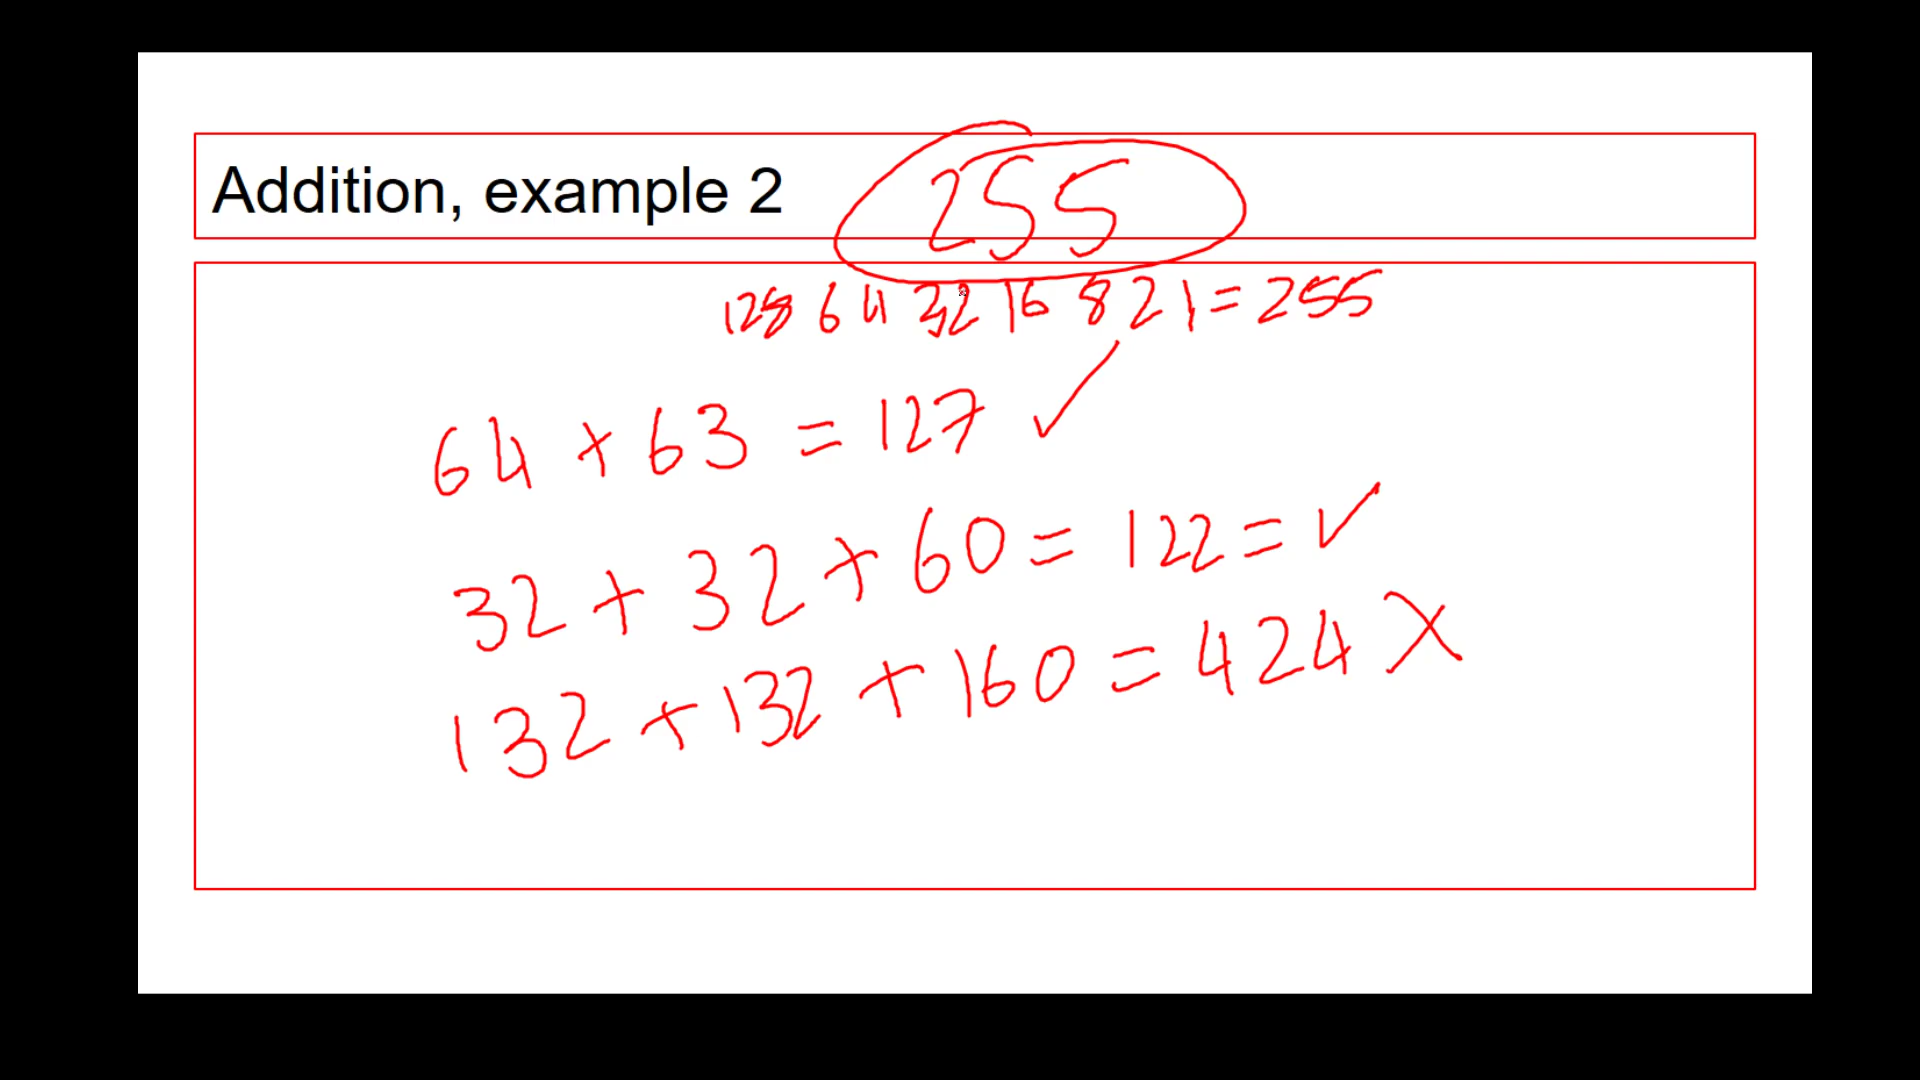 Addition, example 2 255
128 64 32 16 8 2 1 = 255
64 + 63 = 127 ✓
32 + 32 + 60 = 122 = ✓
132 + 132 + 160 = 424 X